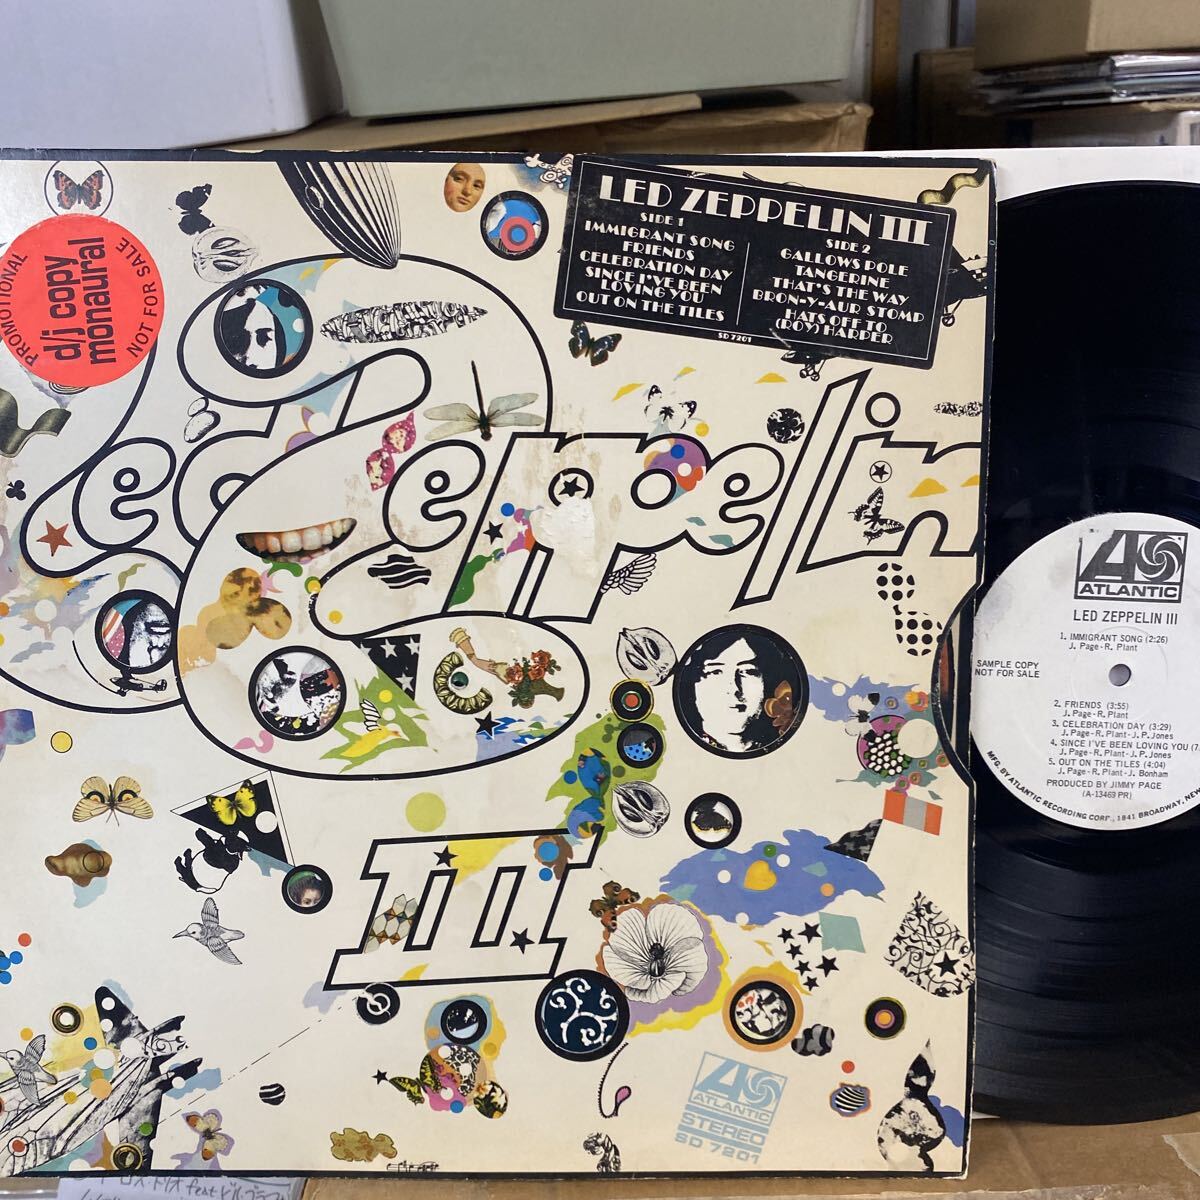 PROMOTIONAL
d/j copy
monaural
NOT FOR SALE
LED ZEPPELIN III
SIDE 1
IMMIGRANT SONG
FRIENDS
CELEBRATION DAY
SINCE I'VE BEEN
LOVING YOU
OUT ON THE TILES
SIDE 2
GALLOWS POLE
TANGERINE
THAT'S THE WAY
BRON-Y-AUR STOMP
HATS OFF TO
(ROY) HARPER
SD 7201
Led Zeppelin
III
ATLANTIC
STEREO
SD 7201
ATLANTIC
LED ZEPPELIN III
1. IMMIGRANT SONG (2:26)
J. Page - R. Plant
SAMPLE COPY
NOT FOR SALE
2. FRIENDS (3:55)
J. Page - R. Plant
3. CELEBRATION DAY (3:29)
J. Page - R. Plant - J. P. Jones
4. SINCE I'VE BEEN LOVING YOU (7:
J. Page - R. Plant - J. P. Jones
5. OUT ON THE TILES (4:04)
J. Page - R. Plant - J. Bonham
PRODUCED BY JIMMY PAGE
(A-13469 PR)
MFG. BY ATLANTIC RECORDING CORP., 1841 BROADWAY, NEW